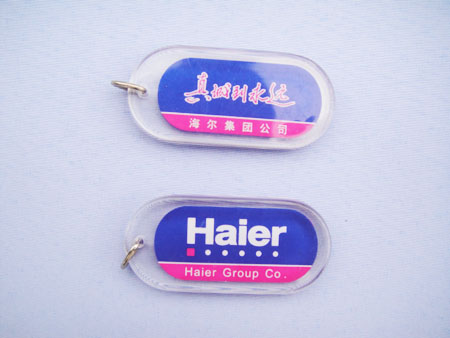 真诚到永远
海尔集团公司
Haier
Haier Group Co.